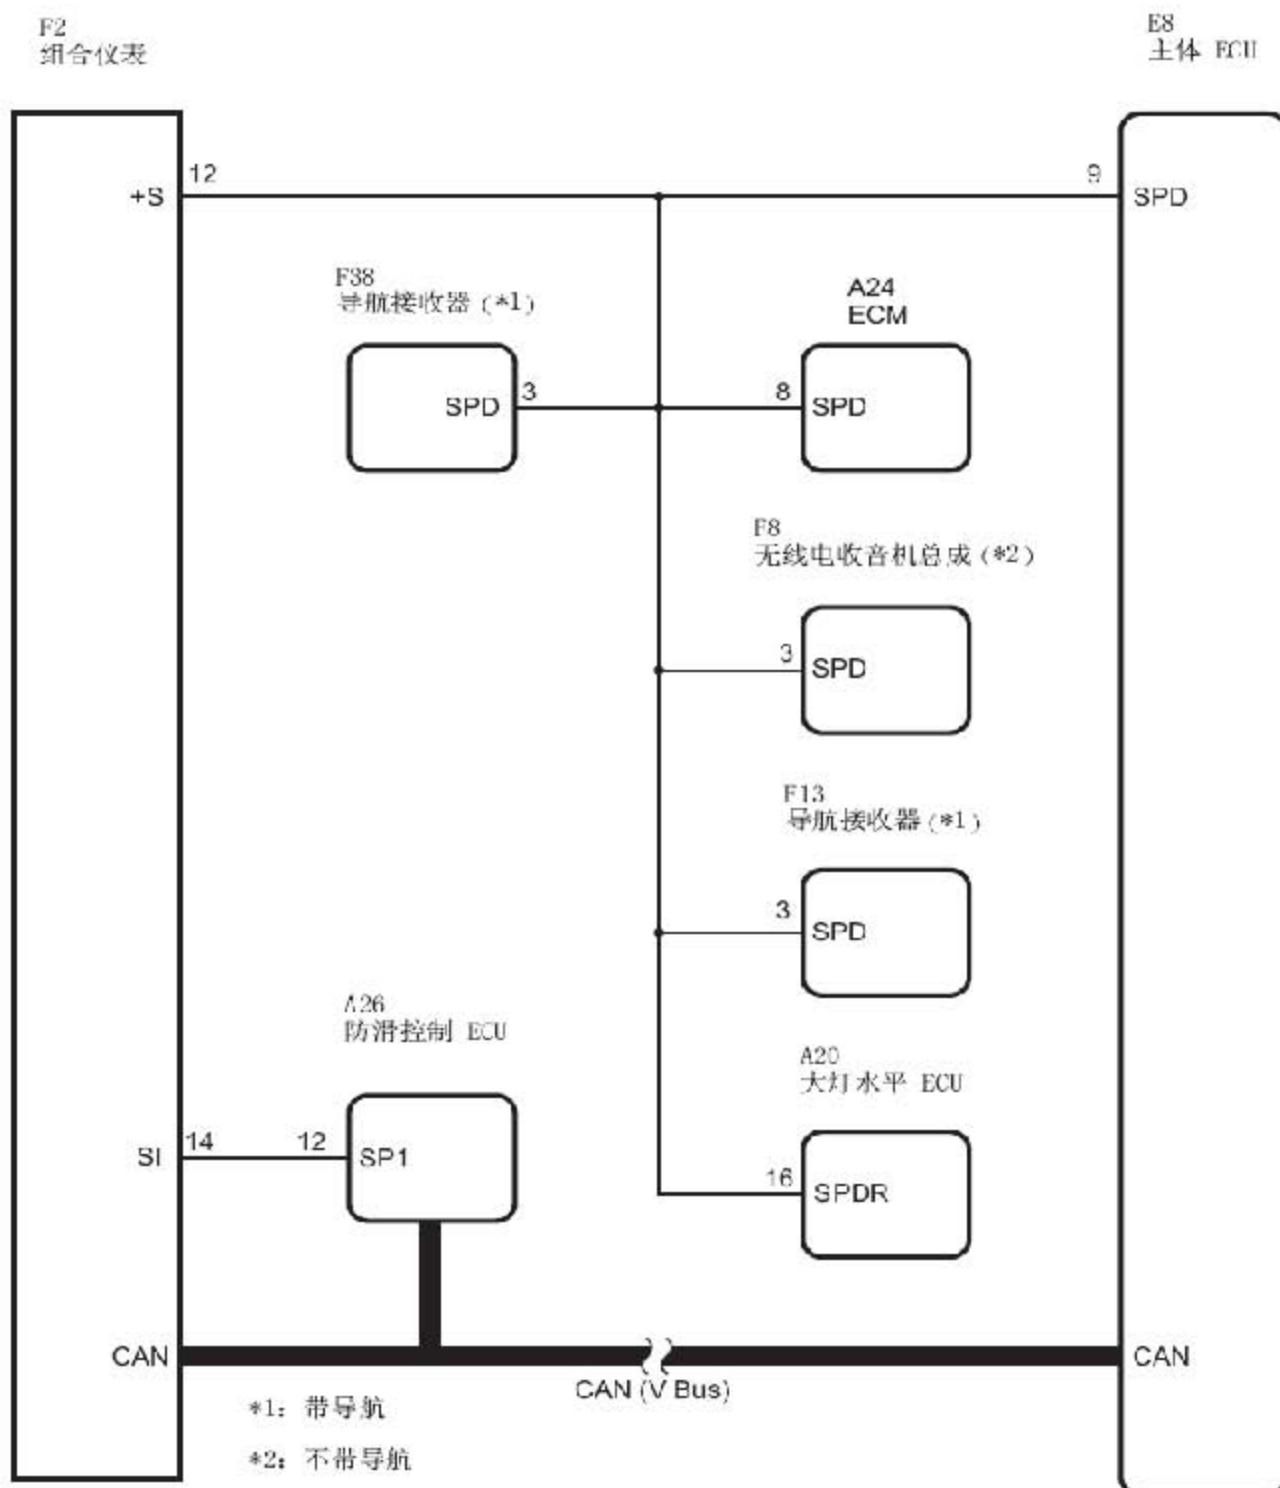 F2
组合仪表
E8
主体 ECU
12
9
+S
SPD
F38
导航接收器 (*1)
A24
ECM
SPD
3
8
SPD
F8
无线电收音机总成 (*2)
3
SPD
F13
导航接收器 (*1)
3
SPD
A26
防滑控制 ECU
A20
大灯水平 ECU
SI
14
12
SP1
16
SPDR
CAN
CAN
CAN (V Bus)
*1: 带导航
*2: 不带导航